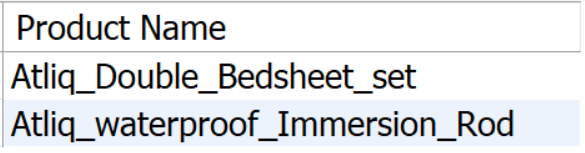 Product Name
Atliq_Double_Bedsheet_set
Atliq_waterproof_Immersion_Rod